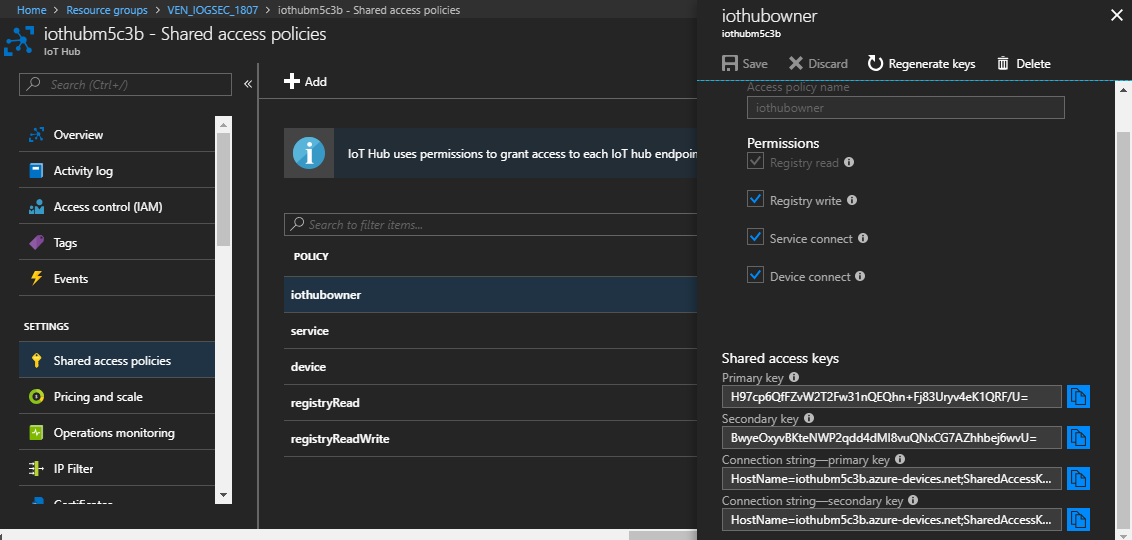 Home > Resource groups > VEN_IOGSEC_1807 > iothubm5c3b - Shared access policies
iothubm5c3b - Shared access policies
IoT Hub
Search (Ctrl+/)
«
Overview
Activity log
Access control (IAM)
Tags
Events
SETTINGS
Shared access policies
Pricing and scale
Operations monitoring
IP Filter
Certificates
+ Add
IoT Hub uses permissions to grant access to each IoT hub endpoin
Search to filter items...
POLICY
iothubowner
service
device
registryRead
registryReadWrite
iothubowner
iothubm5c3b
Save Discard Regenerate keys Delete
Access policy name
iothubowner
Permissions
Registry read
Registry write
Service connect
Device connect
Shared access keys
Primary key
H97cp6QfFZvW2T2Fw31nQEQhn+Fj83Uryv4eK1QRF/U=
Secondary key
BwyeOxyvBKteNWP2qdd4dMI8vuQNxCG7AZhhbej6wvU=
Connection string—primary key
HostName=iothubm5c3b.azure-devices.net;SharedAccessK...
Connection string—secondary key
HostName=iothubm5c3b.azure-devices.net;SharedAccessK...